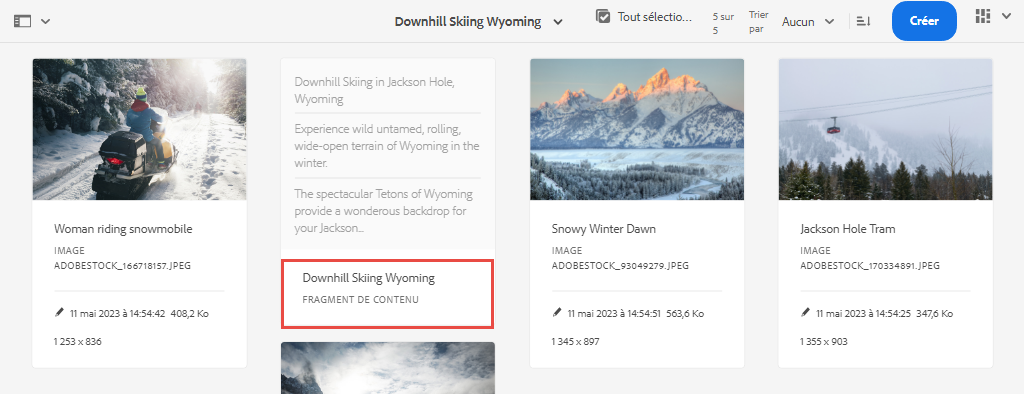 Downhill Skiing Wyoming
Tout sélectio...
5 sur
5
Trier
par
Aucun
Créer
Woman riding snowmobile
IMAGE
ADOBESTOCK_166718157.JPEG
11 mai 2023 à 14:54:42 408,2 Ko
1 253 x 836
Downhill Skiing in Jackson Hole,
Wyoming
Experience wild untamed, rolling,
wide-open terrain of Wyoming in the
winter.
The spectacular Tetons of Wyoming
provide a wonderous backdrop for
your Jackson...
Downhill Skiing Wyoming
FRAGMENT DE CONTENU
Snowy Winter Dawn
IMAGE
ADOBESTOCK_93049279.JPEG
11 mai 2023 à 14:54:51 563,6 Ko
1 345 x 897
Jackson Hole Tram
IMAGE
ADOBESTOCK_170334891.JPEG
11 mai 2023 à 14:54:25 347,6 Ko
1 355 x 903